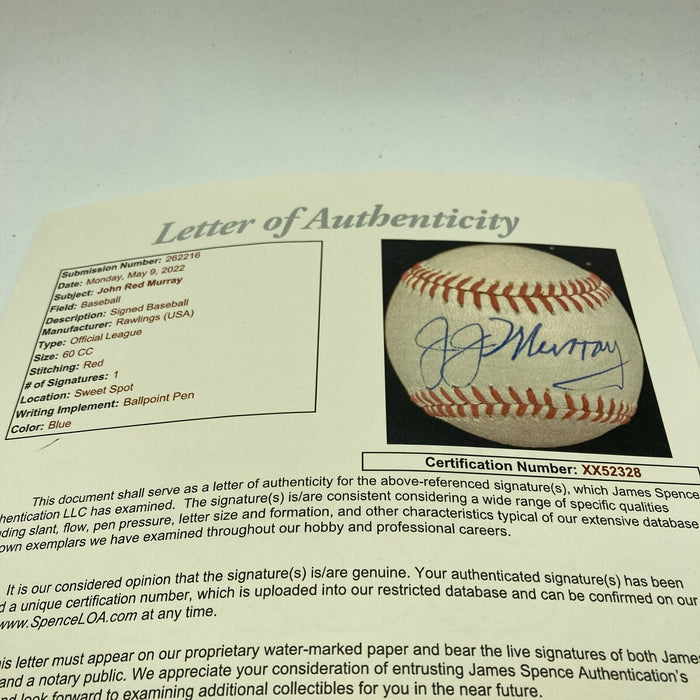 Letter of Authenticity
Submission Number: 262216
Date: Monday, May 9, 2022
Subject: John Red Murray
Field: Baseball
Description: Signed Baseball
Manufacturer: Rawlings (USA)
Type: Official League
Size: 60 CC
Stitching: Red
# of Signatures: 1
Location: Sweet Spot
Writing Implement: Ballpoint Pen
Color: Blue
J J Murray
Certification Number: XX52328
This document shall serve as a letter of authenticity for the above-referenced signature(s), which James Spence
hentication LLC has examined. The signature(s) is/are consistent considering a wide range of specific qualities
ding slant, flow, pen pressure, letter size and formation, and other characteristics typical of our extensive database
own exemplars we have examined throughout our hobby and professional careers.
It is our considered opinion that the signature(s) is/are genuine. Your authenticated signature(s) has been
d a unique certification number, which is uploaded into our restricted database and can be confirmed on our
www.SpenceLOA.com at any time.
is letter must appear on our proprietary water-marked paper and bear the live signatures of both James
and a notary public. We appreciate your consideration of entrusting James Spence Authentication's
nd look forward to examining additional collectibles for you in the near future.